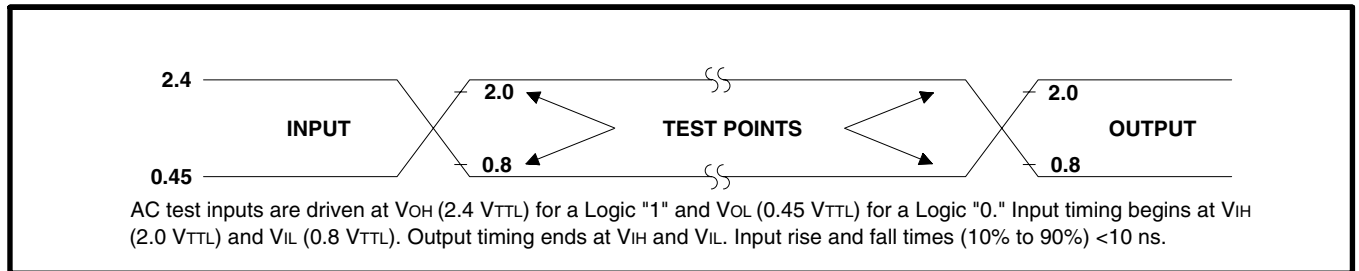 2.4
2.0
2.0
INPUT
TEST POINTS
OUTPUT
0.8
0.8
0.45
AC test inputs are driven at VOH (2.4 VTTL) for a Logic "1" and VOL (0.45 VTTL) for a Logic "0." Input timing begins at VIH
(2.0 VTTL) and VIL (0.8 VTTL). Output timing ends at VIH and VIL. Input rise and fall times (10% to 90%) <10 ns.